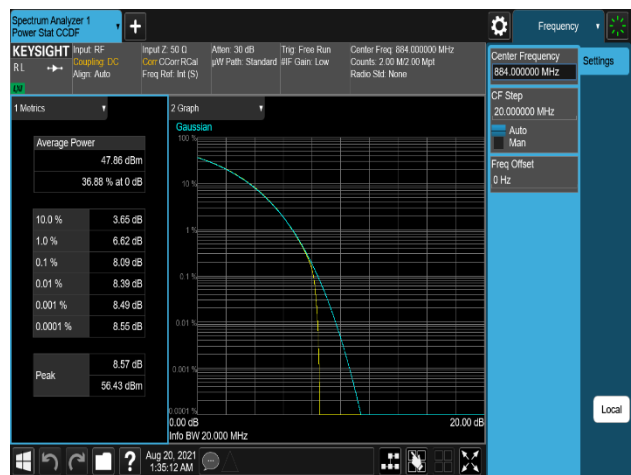 Spectrum Analyzer 1
Power Stat CCDF
Frequency
KEYSIGHT
RL
LXI
Input: RF
Coupling: DC
Align: Auto
Input Z: 50 Ω
Corr CCorr RCal
Freq Ref: Int (S)
Atten: 30 dB
µW Path: Standard
Trig: Free Run
#IF Gain: Low
Center Freq: 884.000000 MHz
Counts: 2.00 M/2.00 Mpt
Radio Std: None
Center Frequency
884.000000 MHz
Settings
CF Step
20.000000 MHz
Auto
Man
Freq Offset
0 Hz
1 Metrics
Average Power
47.86 dBm
36.88 % at 0 dB
10.0 % 3.65 dB
1.0 % 6.62 dB
0.1 % 8.09 dB
0.01 % 8.39 dB
0.001 % 8.49 dB
0.0001 % 8.55 dB
Peak
8.57 dB
56.43 dBm
2 Graph
Gaussian
100 %
10 %
1 %
0.1 %
0.01 %
0.001 %
0.0001 %
0.00 dB 20.00 dB
Info BW 20.000 MHz
Local
?
Aug 20, 2021
1:35:12 AM